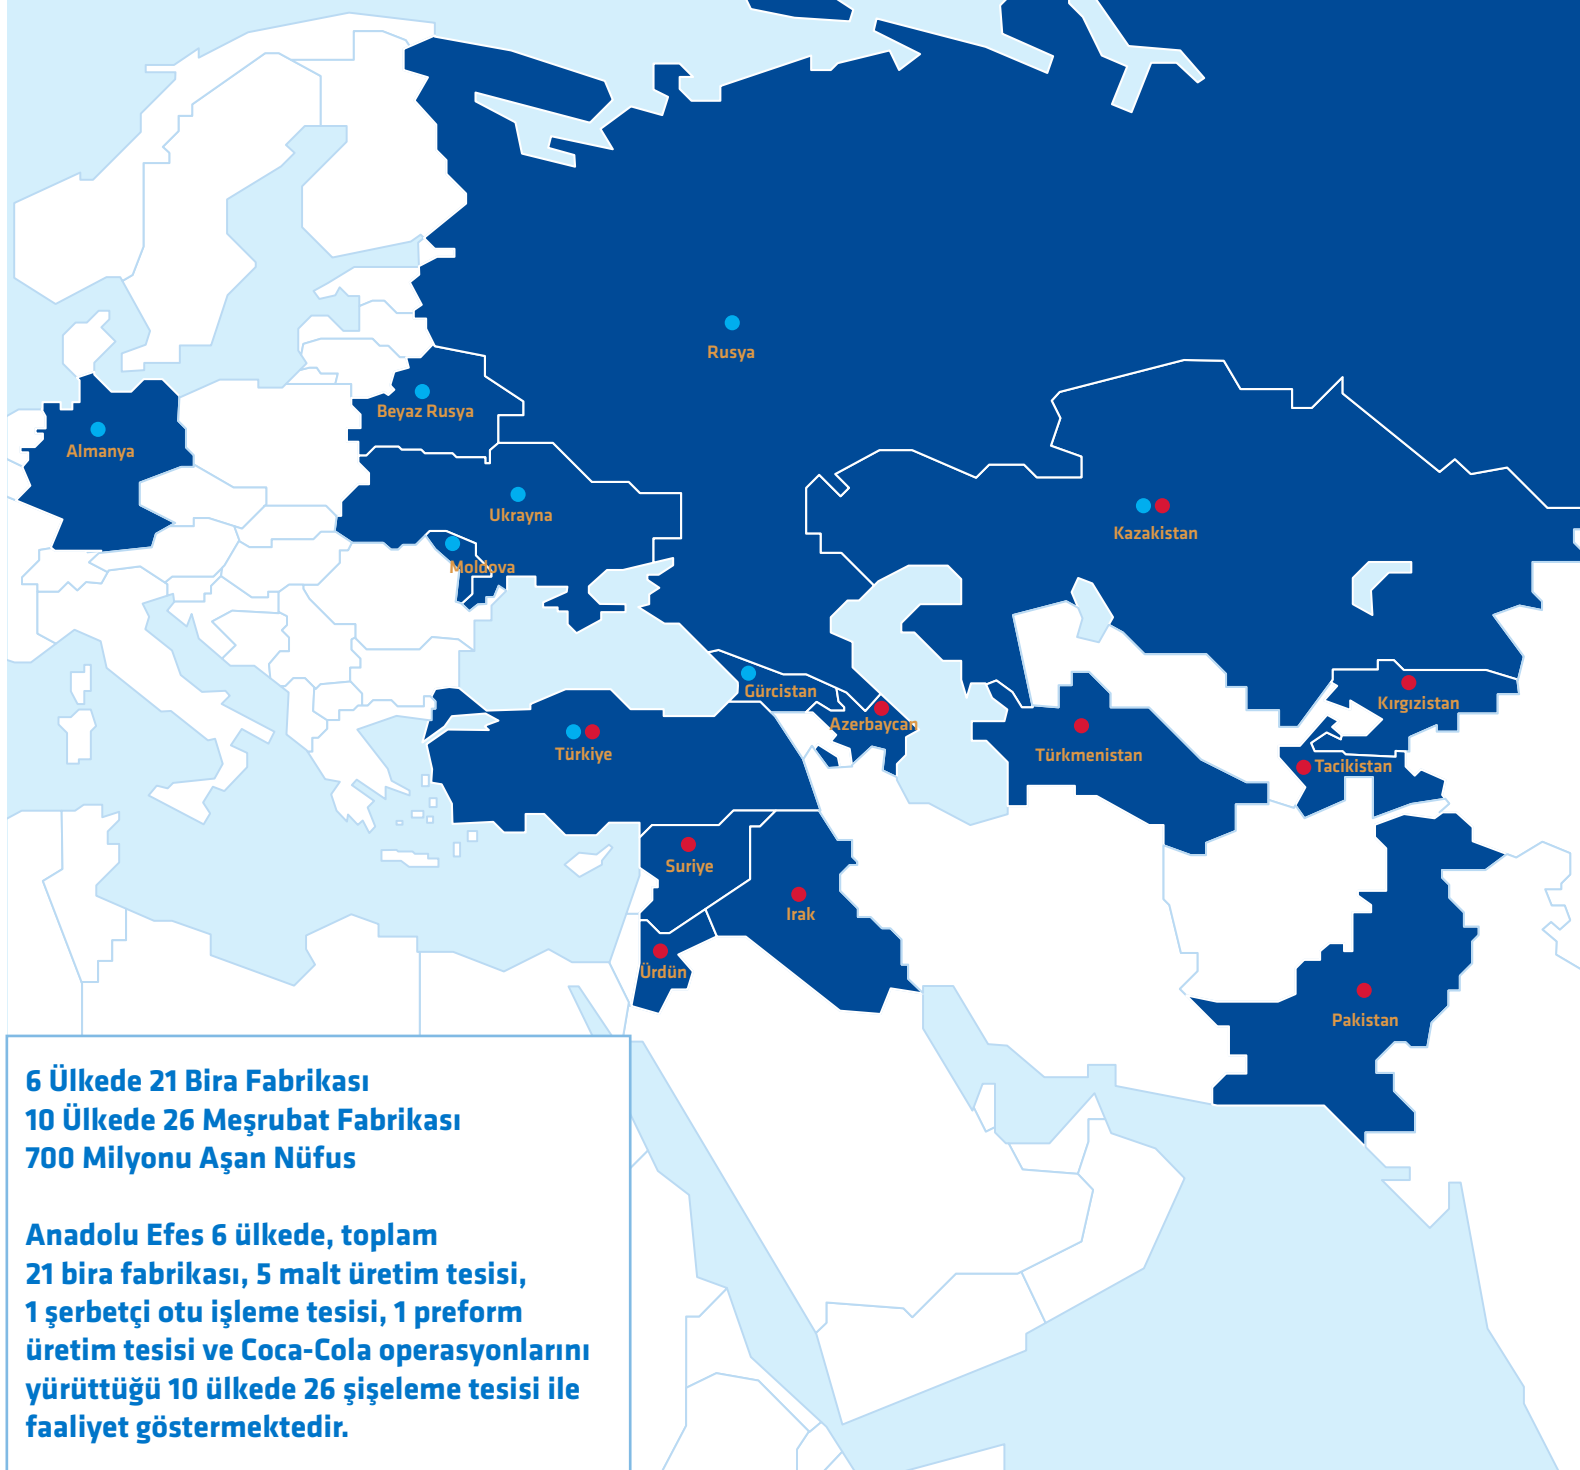 Rusya
Beyaz Rusya
Almanya
Ukrayna
Kazakistan
Moldova
Gürcistan
Kırgızistan
Azerbaycan
Türkiye
Türkmenistan
Tacikistan
Suriye
Irak
Ürdün
Pakistan
6 Ülkede 21 Bira Fabrikası
10 Ülkede 26 Meşrubat Fabrikası
700 Milyonu Aşan Nüfus
Anadolu Efes 6 ülkede, toplam
21 bira fabrikası, 5 malt üretim tesisi,
1 şerbetçi otu işleme tesisi, 1 preform
üretim tesisi ve Coca-Cola operasyonlarını
yürüttüğü 10 ülkede 26 şişeleme tesisi ile
faaliyet göstermektedir.